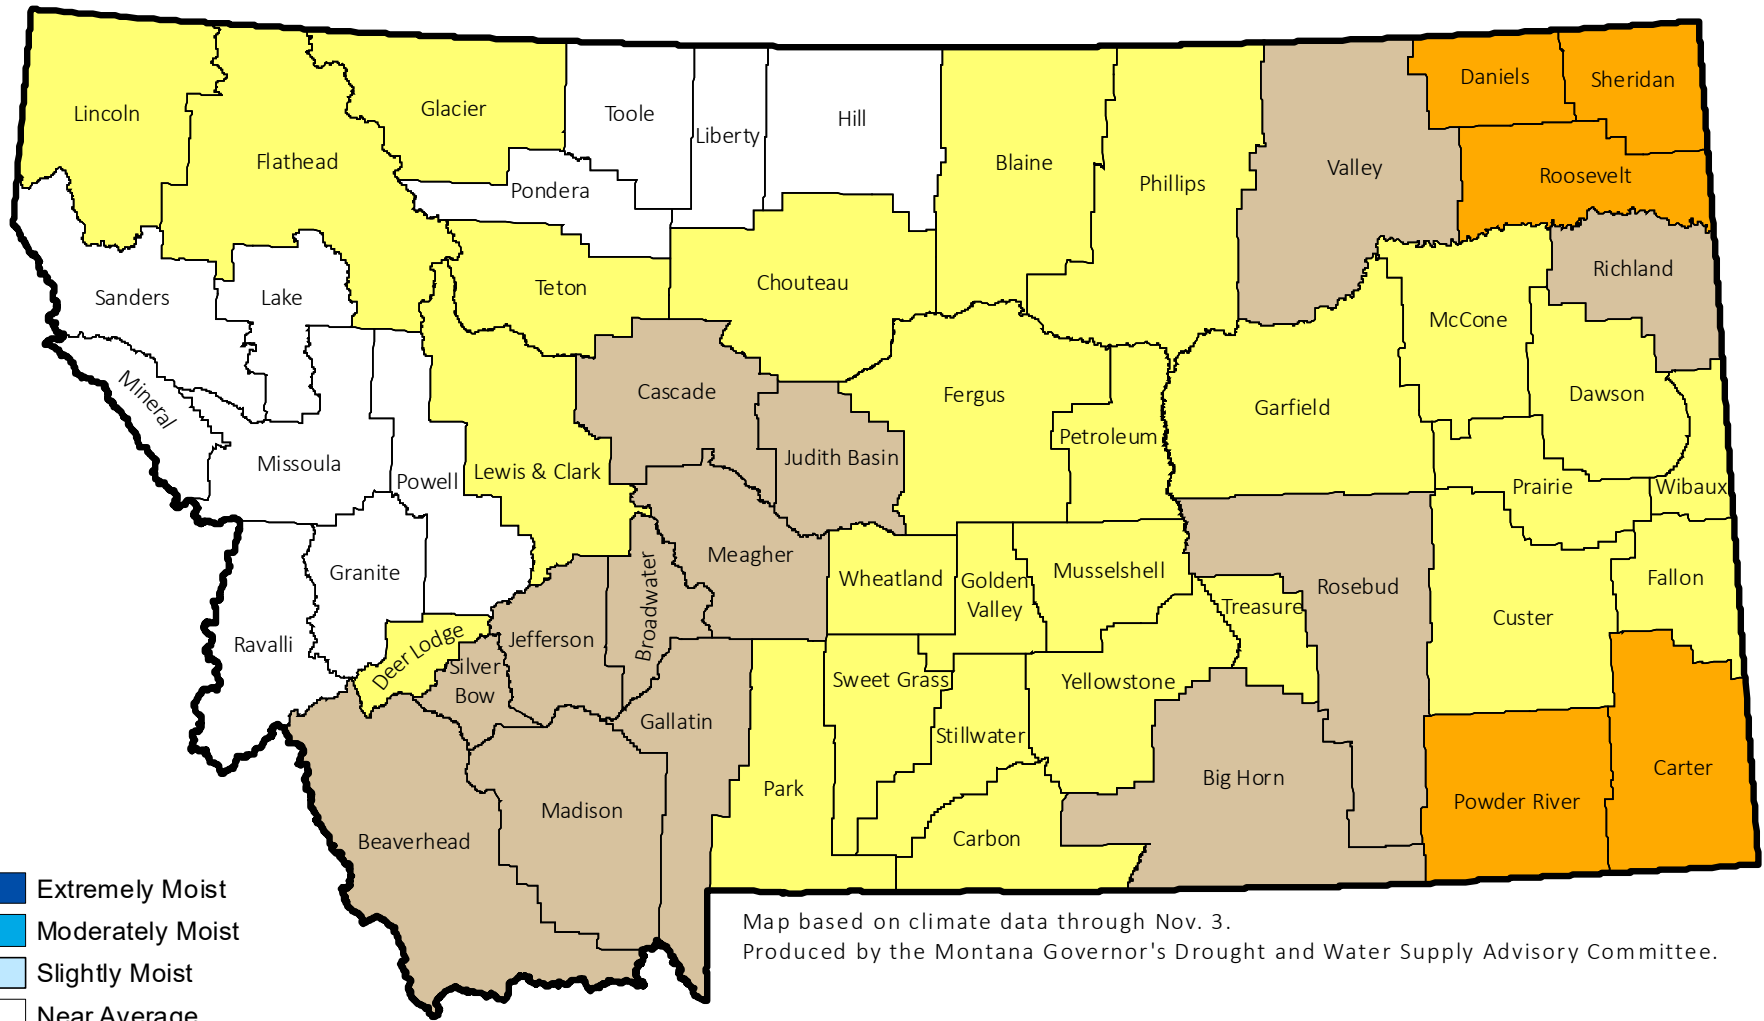 Lincoln
Flathead
Glacier
Toole
Liberty
Hill
Blaine
Phillips
Valley
Daniels
Sheridan
Roosevelt
Pondera
Teton
Chouteau
Richland
McCone
Sanders
Lake
Mineral
Missoula
Powell
Lewis & Clark
Cascade
Judith Basin
Fergus
Petroleum
Garfield
Dawson
Prairie
Wibaux
Granite
Ravalli
Deer Lodge
Silver
Bow
Jefferson
Broadwater
Meagher
Wheatland
Golden
Valley
Musselshell
Treasure
Rosebud
Custer
Fallon
Gallatin
Park
Sweet Grass
Stillwater
Yellowstone
Big Horn
Carbon
Powder River
Carter
Beaverhead
Madison
Extremely Moist
Moderately Moist
Slightly Moist
Near Average
Map based on climate data through Nov. 3.
Produced by the Montana Governor's Drought and Water Supply Advisory Committee.